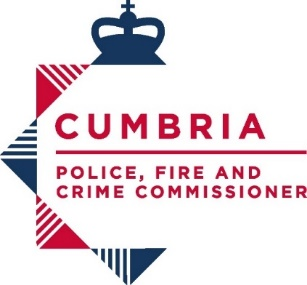 CUMBRIA
POLICE, FIRE AND
CRIME COMMISSIONER